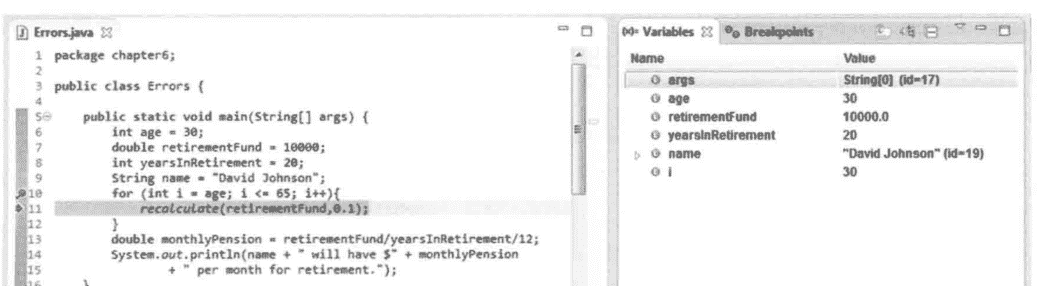 Errors.java
1 package chapter6;
2
3 public class Errors {
4
5 public static void main(String[] args) {
6 int age = 30;
7 double retirementFund = 10000;
8 int yearsInRetirement = 20;
9 String name = "David Johnson";
10 for (int i = age; i <= 65; i++){
11 recalculate(retirementFund,0.1);
12 }
13 double monthlyPension = retirementFund/yearsInRetirement/12;
14 System.out.println(name + " will have $" + monthlyPension
15 + " per month for retirement.");
16 }
(x)= Variables Breakpoints
Name Value
args String[0] (id=17)
age 30
retirementFund 10000.0
yearsInRetirement 20
name "David Johnson" (id=19)
i 30